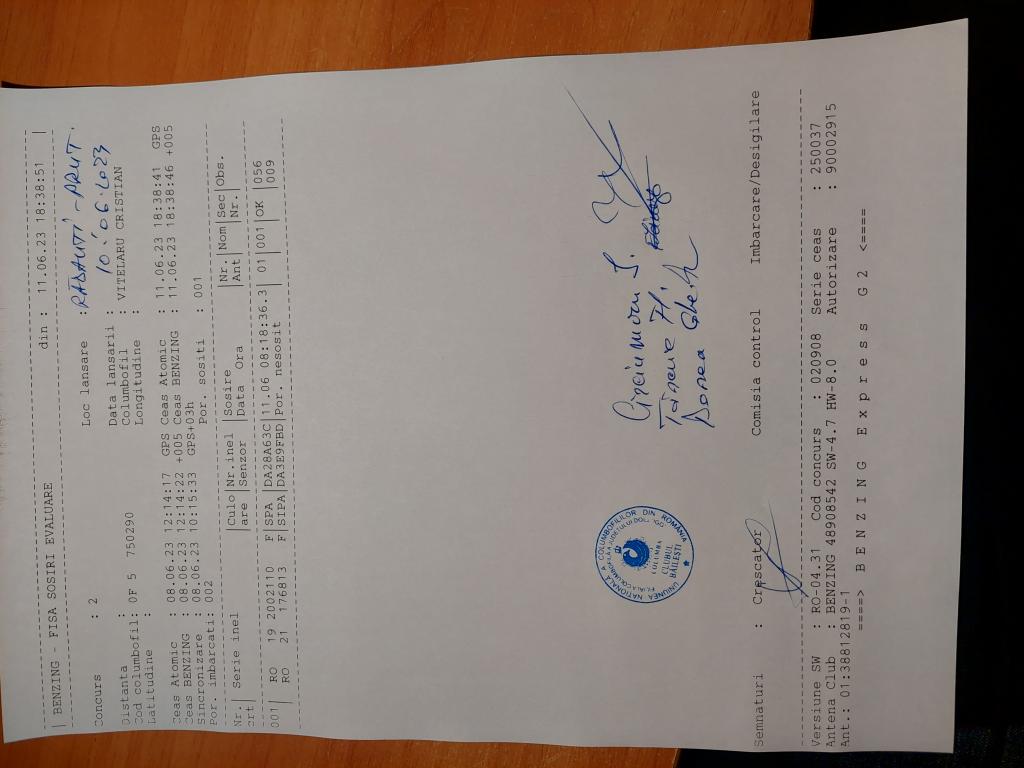 | BENZING - FISA SOSIRI EVALUARE din : 11.06.23 18:38:51 |
Concurs : 2 Loc lansare : RĂDĂUȚI-PRUT.
Data lansarii : 10.06.2023
Distanta : Columbofil : VITELARU CRISTIAN
Cod columbofil: 0F 5 750290 Longitudine :
Latitudine :
Ceas Atomic : 08.06.23 12:14:17 GPS Ceas Atomic : 11.06.23 18:38:41 GPS
Ceas BENZING : 08.06.23 12:14:22 +005 Ceas BENZING : 11.06.23 18:38:46 +005
Sincronizare : 08.06.23 10:15:33 GPS+03h
Por. imbarcati: 002 Por. sositi : 001
Nr.| Serie inel |Culo|Nr.inel |Sosire |Nr.|Nom|Sec|Obs.
crt| |are |Senzor |Data Ora |Ant |Nr.|
001| RO 19 2002110 F|SPA |DA28A63C|11.06 08:18:36.3| 01|001|OK |056
| RO 21 176813 F|SIPA|DA3E9FBD|Por. nesosit |009
UNIUNEA NATIONALA A COLUMBOFILILOR DIN ROMANIA
COLUMBA
CLUBUL
BĂILEȘTI
Semnaturi : Crescator Comisia control Imbarcare/Desigilare
Versiune SW : RO-04.31 Cod concurs : 020908 Serie ceas : 250037
Antena Club : BENZING 48908542 SW-4.7 HW-8.0 Autorizare : 90002915
Ant.: 01:38812819-1
====> B E N Z I N G E x p r e s s G 2 <====